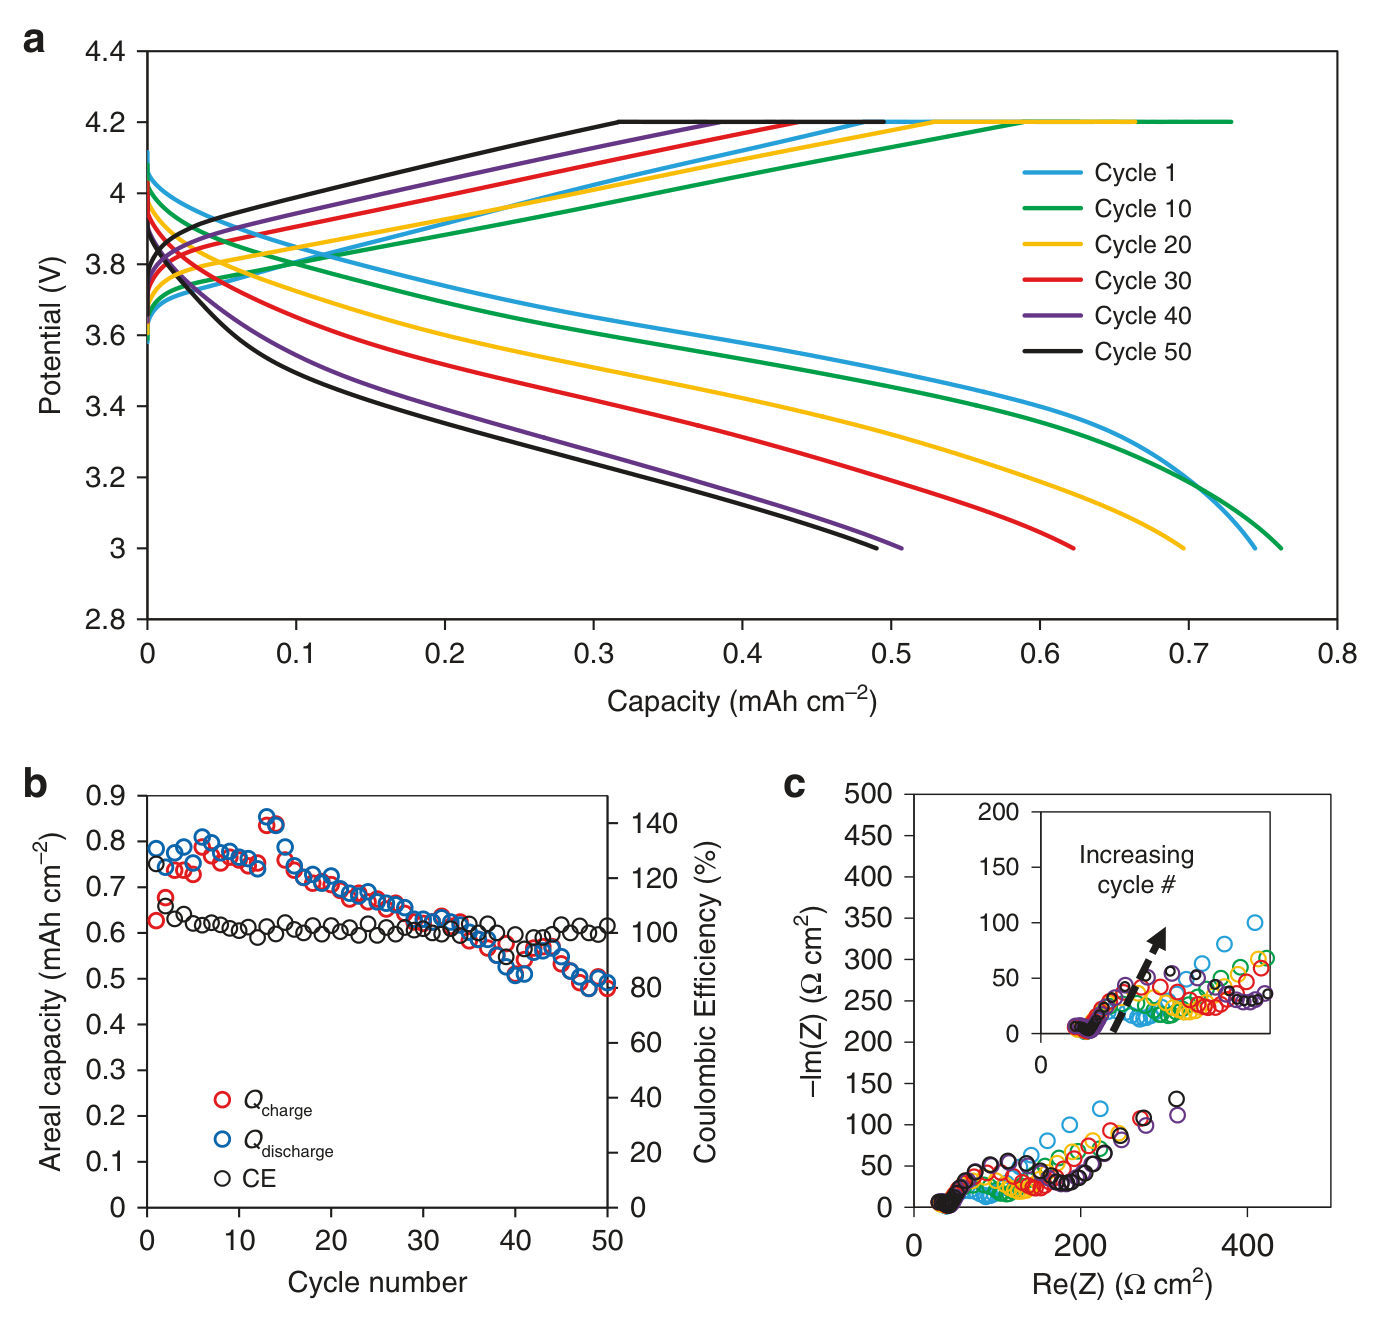 a
4.4
4.2
4
3.8
3.6
3.4
3.2
3
2.8
Potential (V)
0 0.1 0.2 0.3 0.4 0.5 0.6 0.7 0.8
Capacity (mAh cm⁻²)
Cycle 1
Cycle 10
Cycle 20
Cycle 30
Cycle 40
Cycle 50
b
0.9
0.8
0.7
0.6
0.5
0.4
0.3
0.2
0.1
0
Areal capacity (mAh cm⁻²)
140
120
100
80
60
40
20
0
Coulombic Efficiency (%)
Qcharge
Qdischarge
CE
0 10 20 30 40 50
Cycle number
c
500
450
400
350
300
250
200
150
100
50
0
–Im(Z) (Ω cm²)
200
150
100
50
0
0
Increasing
cycle #
0 200 400
Re(Z) (Ω cm²)